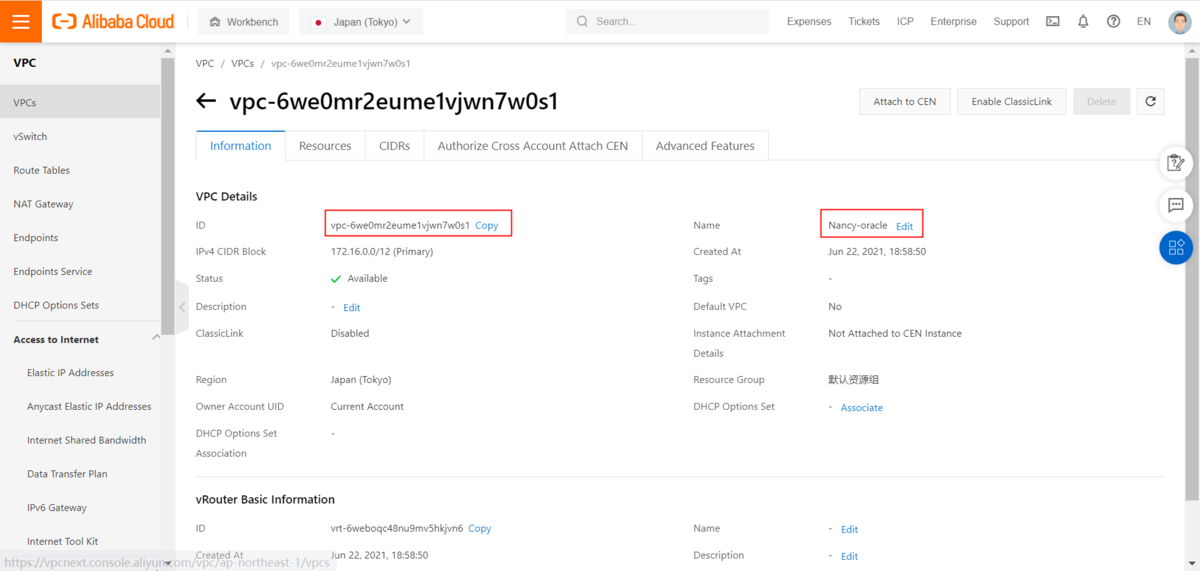 Alibaba Cloud
Workbench
Japan (Tokyo)
Search...
Expenses
Tickets
ICP
Enterprise
Support
EN
VPC
VPCs
vSwitch
Route Tables
NAT Gateway
Endpoints
Endpoints Service
DHCP Options Sets
Access to Internet
Elastic IP Addresses
Anycast Elastic IP Addresses
Internet Shared Bandwidth
Data Transfer Plan
IPv6 Gateway
Internet Tool Kit
https://vpcnext.console.aliyun.com/vpc/ap-northeast-1/vpcs
VPC / VPCs / vpc-6we0mr2eume1vjwn7w0s1
vpc-6we0mr2eume1vjwn7w0s1
Attach to CEN
Enable ClassicLink
Delete
Information
Resources
CIDRs
Authorize Cross Account Attach CEN
Advanced Features
VPC Details
ID vpc-6we0mr2eume1vjwn7w0s1 Copy
Name Nancy-oracle Edit
IPv4 CIDR Block 172.16.0.0/12 (Primary)
Created At Jun 22, 2021, 18:58:50
Status Available
Tags -
Description - Edit
Default VPC No
ClassicLink Disabled
Instance Attachment Not Attached to CEN Instance
Details
Region Japan (Tokyo)
Resource Group 默认资源组
Owner Account UID Current Account
DHCP Options Set - Associate
DHCP Options Set -
Association
vRouter Basic Information
ID vrt-6weboqc48nu9mv5hkjvn6 Copy
Name - Edit
Created At Jun 22, 2021, 18:58:50
Description - Edit